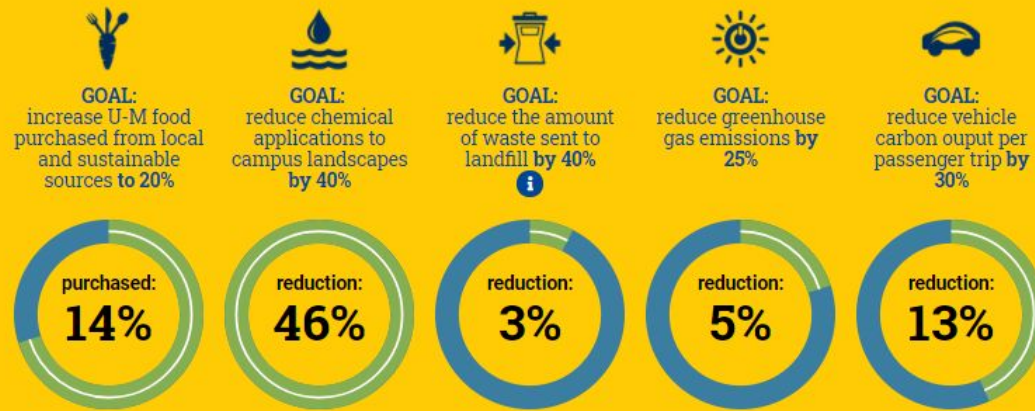 GOAL:
increase U-M food
purchased from local
and sustainable
sources to 20%
GOAL:
reduce chemical
applications to
campus landscapes
by 40%
GOAL:
reduce the amount
of waste sent to
landfill by 40%
i
GOAL:
reduce greenhouse
gas emissions by
25%
GOAL:
reduce vehicle
carbon ouput per
passenger trip by
30%
purchased:
14%
reduction:
46%
reduction:
3%
reduction:
5%
reduction:
13%